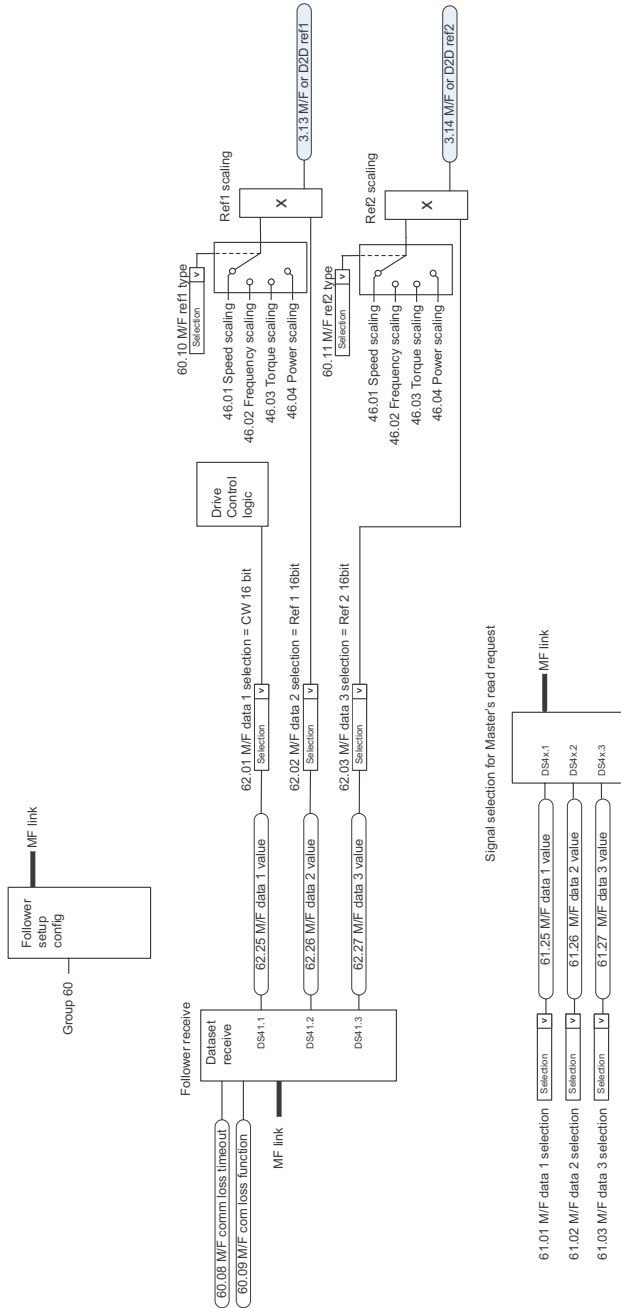 Group 60
Follower
setup
config
MF link
Follower receive
60.08 M/F comm loss timeout
60.09 M/F com loss function
MF link
Dataset
receive
DS41.1
DS41.2
DS41.3
62.25 M/F data 1 value
62.26 M/F data 2 value
62.27 M/F data 3 value
62.01 M/F data 1 selection = CW 16 bit
Selection v
62.02 M/F data 2 selection = Ref 1 16bit
Selection v
62.03 M/F data 3 selection = Ref 2 16bit
Selection v
Drive
Control
logic
60.10 M/F ref1 type
Selection v
46.01 Speed scaling
46.02 Frequency scaling
46.03 Torque scaling
46.04 Power scaling
Ref1 scaling
X
3.13 M/F or D2D ref1
60.11 M/F ref2 type
Selection v
46.01 Speed scaling
46.02 Frequency scaling
46.03 Torque scaling
46.04 Power scaling
Ref2 scaling
X
3.14 M/F or D2D ref2
Signal selection for Master's read request
61.01 M/F data 1 selection Selection v 61.25 M/F data 1 value DS4x.1 MF link
61.02 M/F data 2 selection Selection v 61.26 M/F data 2 value DS4x.2
61.03 M/F data 3 selection Selection v 61.27 M/F data 3 value DS4x.3